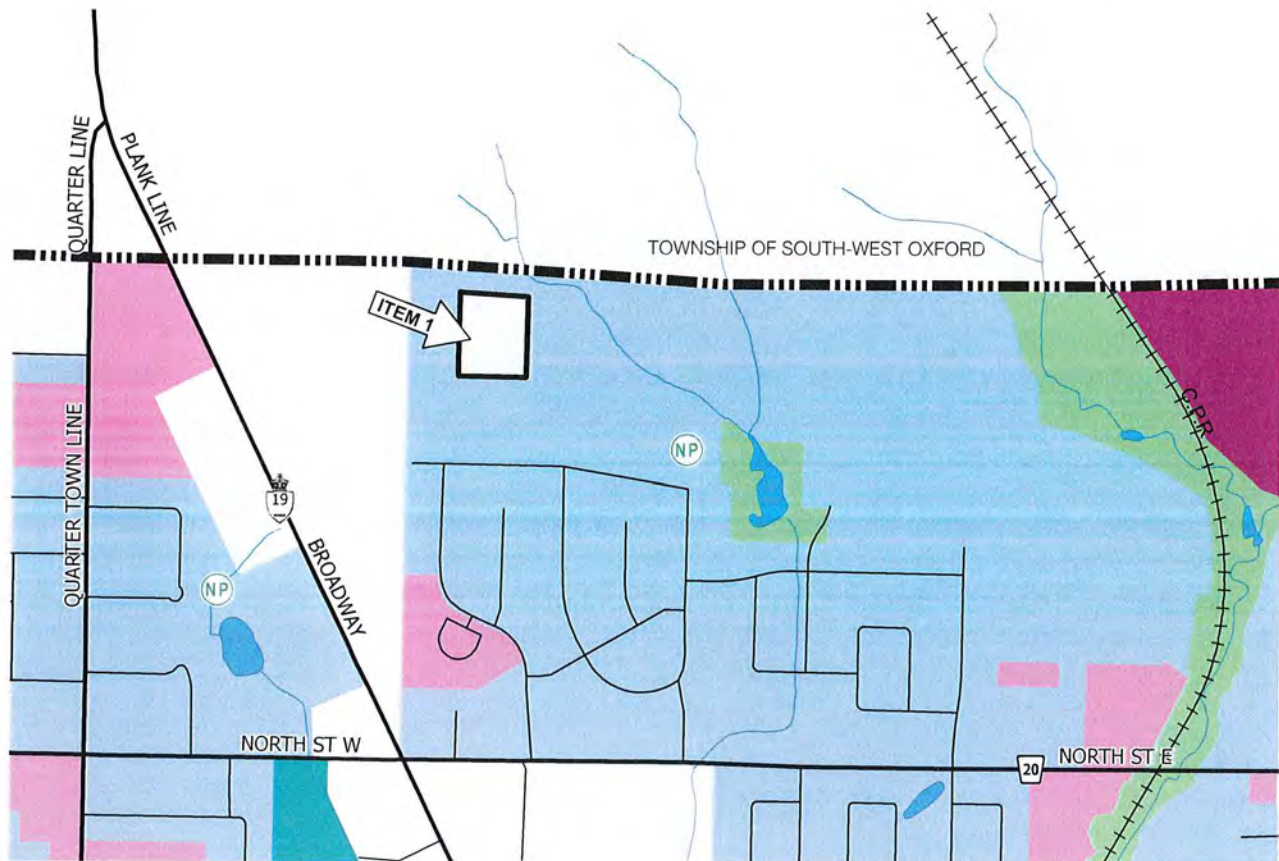 QUARTER LINE
PLANK LINE
TOWNSHIP OF SOUTH-WEST OXFORD
ITEM 1
C.P.R
QUARTER TOWN LINE
NP
19
BROADWAY
NP
NORTH ST W
20
NORTH ST E